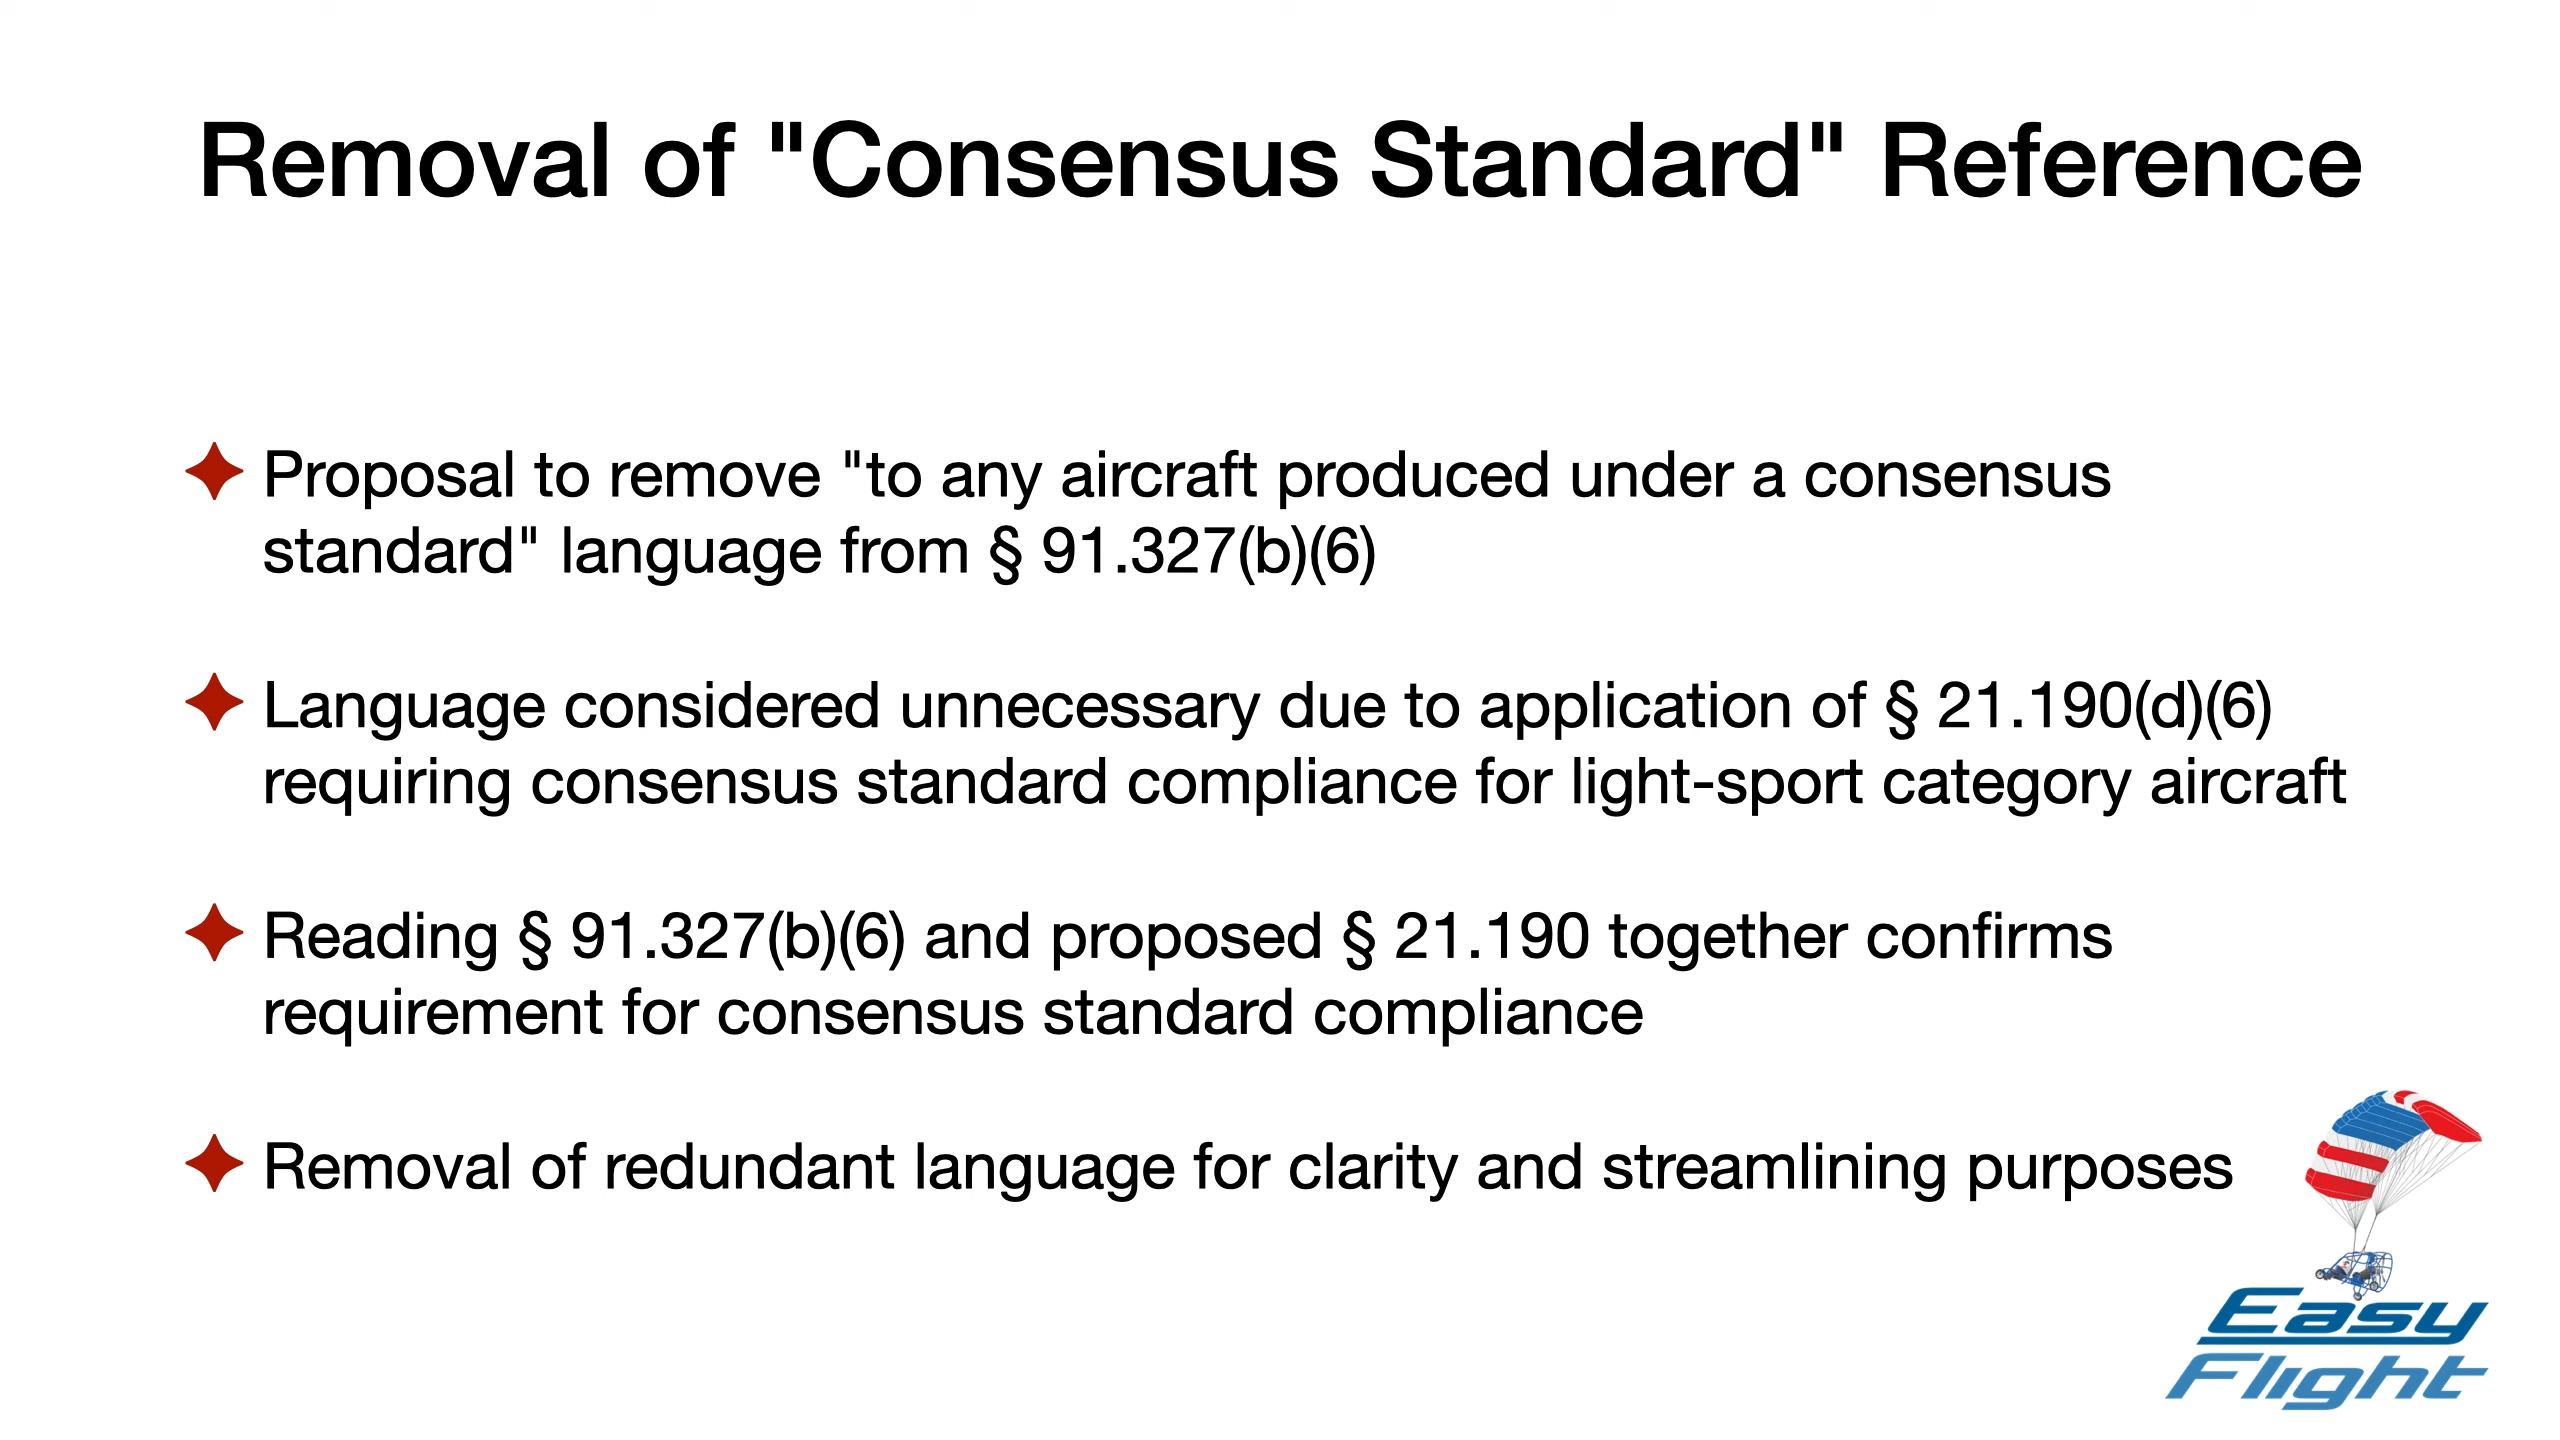 Removal of "Consensus Standard" Reference
Proposal to remove "to any aircraft produced under a consensus
standard" language from § 91.327(b)(6)
Language considered unnecessary due to application of § 21.190(d)(6)
requiring consensus standard compliance for light-sport category aircraft
Reading § 91.327(b)(6) and proposed § 21.190 together confirms
requirement for consensus standard compliance
Removal of redundant language for clarity and streamlining purposes
Easy
Flight